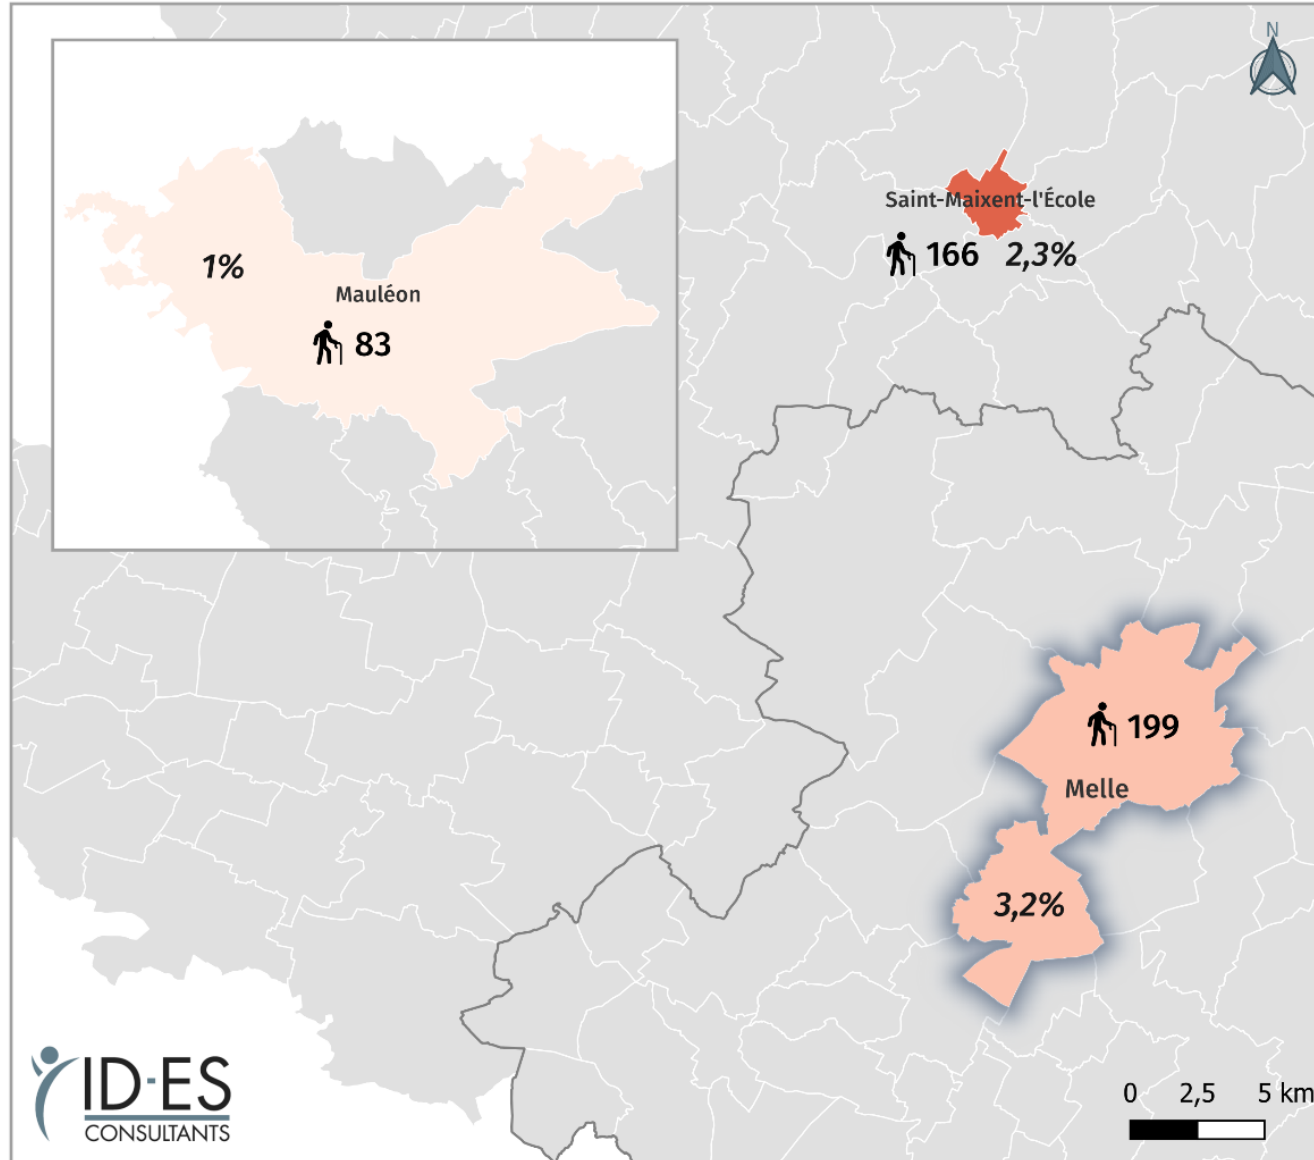 N
Saint-Maixent-l'École
166 2,3%
1%
Mauléon
83
199
Melle
3,2%
ID-ES
CONSULTANTS
0 2,5 5 km